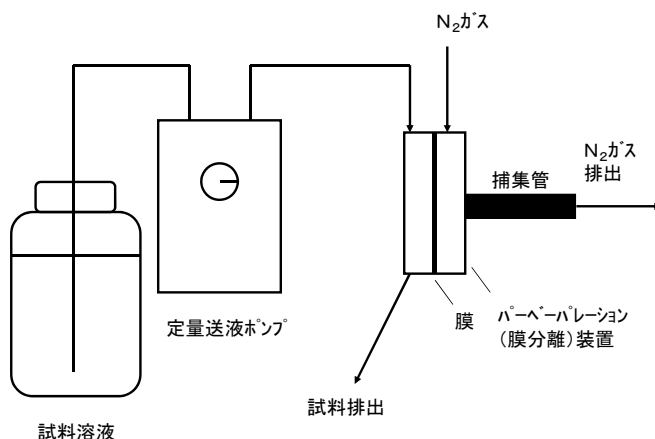 N₂ｶﾞｽ
N₂ｶﾞｽ
排出
捕集管
定量送液ﾎﾟﾝﾌﾟ
膜
ﾊﾟｰﾍﾞｰﾊﾟﾚｰｼｮﾝ
（膜分離）装置
試料排出
試料溶液